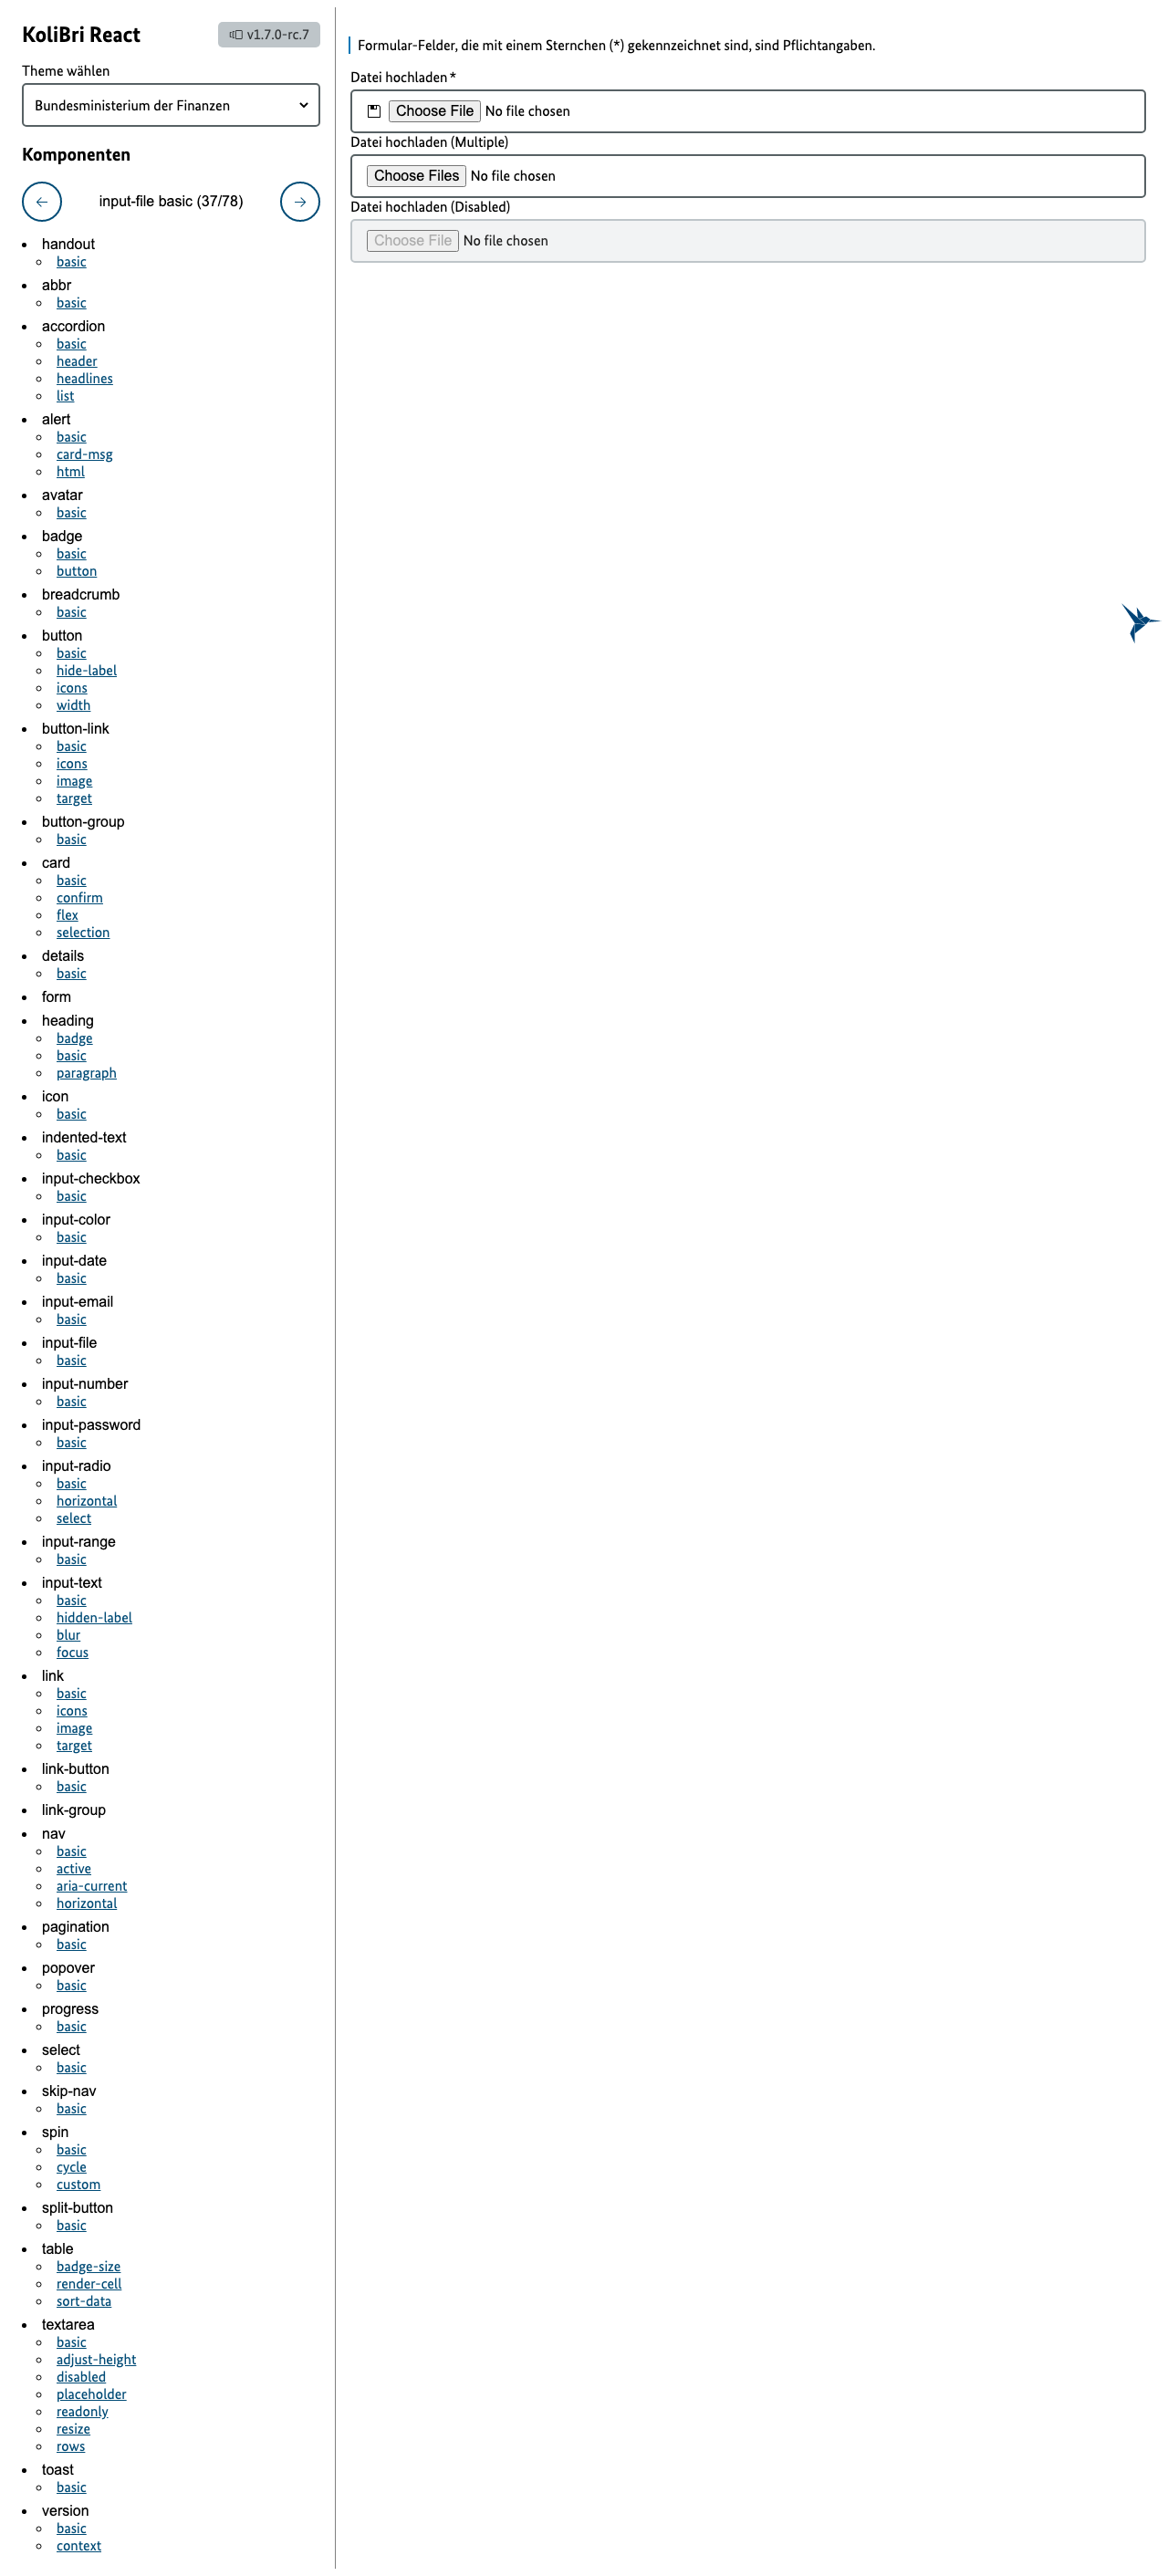 KoliBri React
v1.7.0-rc.7
Theme wählen
Bundesministerium der Finanzen
Komponenten
input-file basic (37/78)
handout
basic
abbr
basic
accordion
basic
header
headlines
list
alert
basic
card-msg
html
avatar
basic
badge
basic
button
breadcrumb
basic
button
basic
hide-label
icons
width
button-link
basic
icons
image
target
button-group
basic
card
basic
confirm
flex
selection
details
basic
form
heading
badge
basic
paragraph
icon
basic
indented-text
basic
input-checkbox
basic
input-color
basic
input-date
basic
input-email
basic
input-file
basic
input-number
basic
input-password
basic
input-radio
basic
horizontal
select
input-range
basic
input-text
basic
hidden-label
blur
focus
link
basic
icons
image
target
link-button
basic
link-group
nav
basic
active
aria-current
horizontal
pagination
basic
popover
basic
progress
basic
select
basic
skip-nav
basic
spin
basic
cycle
custom
split-button
basic
table
badge-size
render-cell
sort-data
textarea
basic
adjust-height
disabled
placeholder
readonly
resize
rows
toast
basic
version
basic
context
Formular-Felder, die mit einem Sternchen (*) gekennzeichnet sind, sind Pflichtangaben.
Datei hochladen *
Choose File No file chosen
Datei hochladen (Multiple)
Choose Files No file chosen
Datei hochladen (Disabled)
Choose File No file chosen